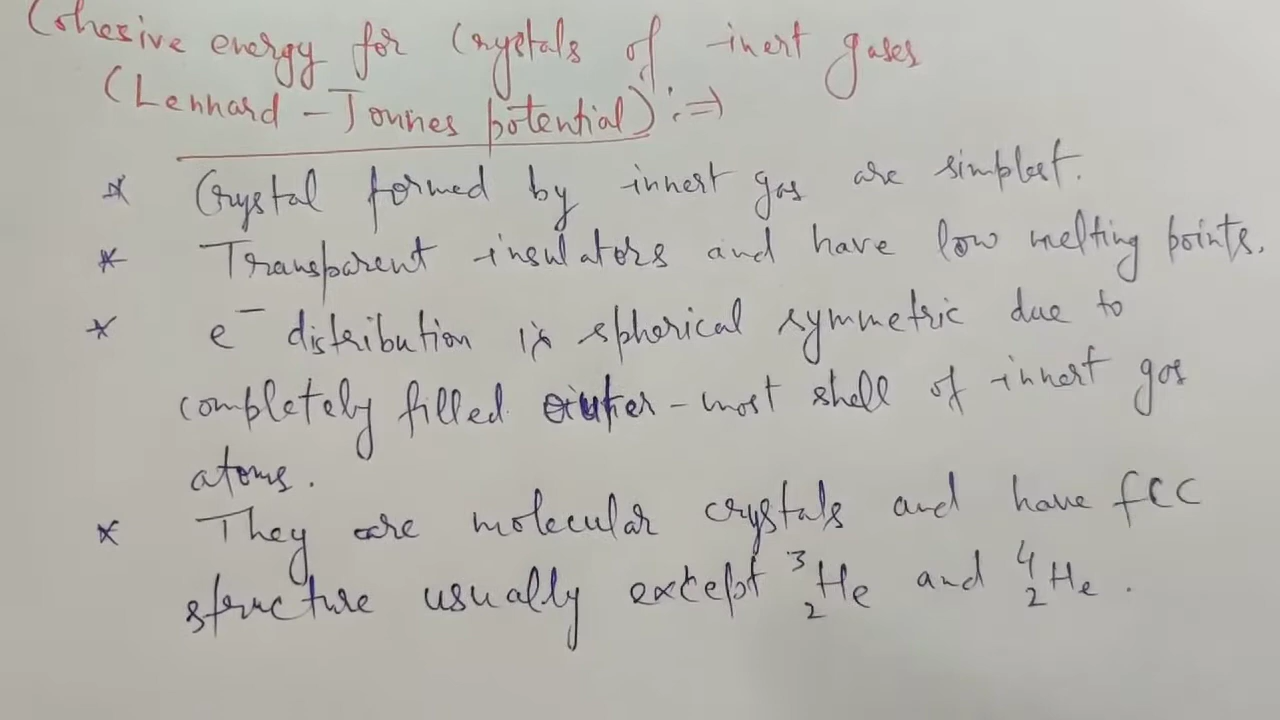 Cohesive energy for Crystals of inert gases
(Lennard-Jonnes potential) :⇒
* Crystal formed by innert gas are simplest.
* Transparent insulators and have low melting points.
* e⁻ distribution is spherical symmetric due to
completely filled outer-most shell of innert gas
atoms.
* They are molecular crystals and have fCC
structure usually except ³₂He and ⁴₂He.